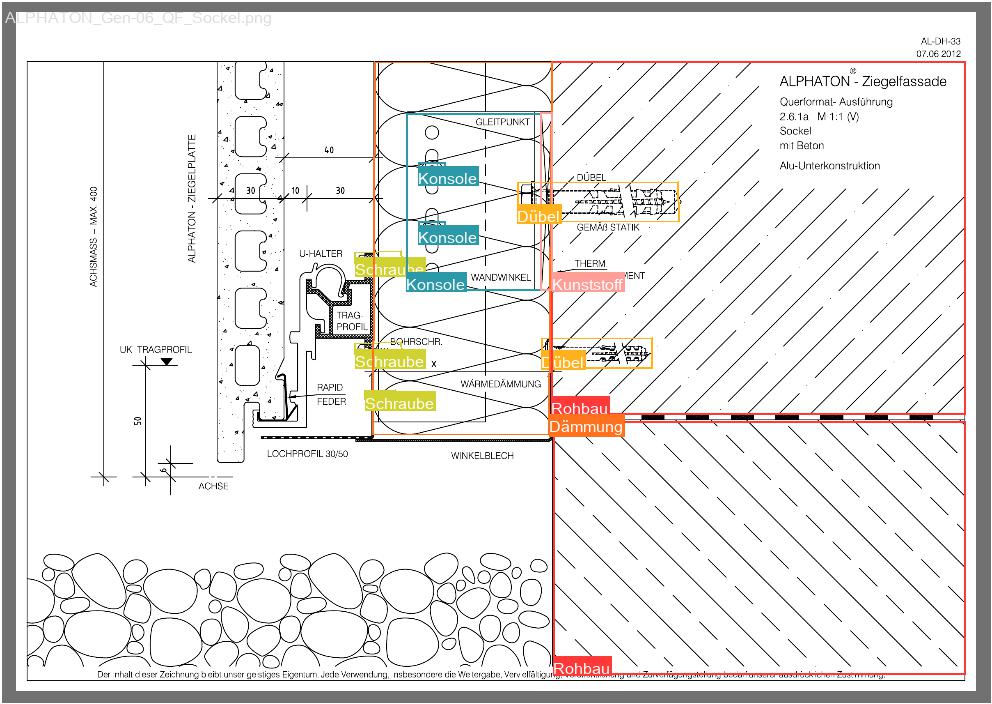 ALPHATON_Gen-06_QF_Sockel.png
AL-DH-33
07.06 2012
ALPHATON® - Ziegelfassade
Querformat- Ausführung
2.6.1a M 1:1 (V)
Sockel
mit Beton
Alu-Unterkonstruktion
GLEITPUNKT
40
Konsole
DÜBEL
30
10
30
Dübel
GEMÄß STATIK
ACHSMASS - MAX 400
ALPHATON - ZIEGELPLATTE
Konsole
U-HALTER
Schraube
THERM
WANDWINKEL
Konsole
Kunststoff
TRAG-
PROFIL
BOHRSCHR.
UK TRAGPROFIL
Schraube
x
Dübel
WÄRMEDÄMMUNG
RAPID
FEDER
Schraube
Rohbau
50
Dämmung
LOCHPROFIL 30/50
WINKELBLECH
6
ACHSE
Rohbau
Der Inhalt dieser Zeichnung bleibt unser geistiges Eigentum. Jede Verwendung, insbesondere die Weitergabe,